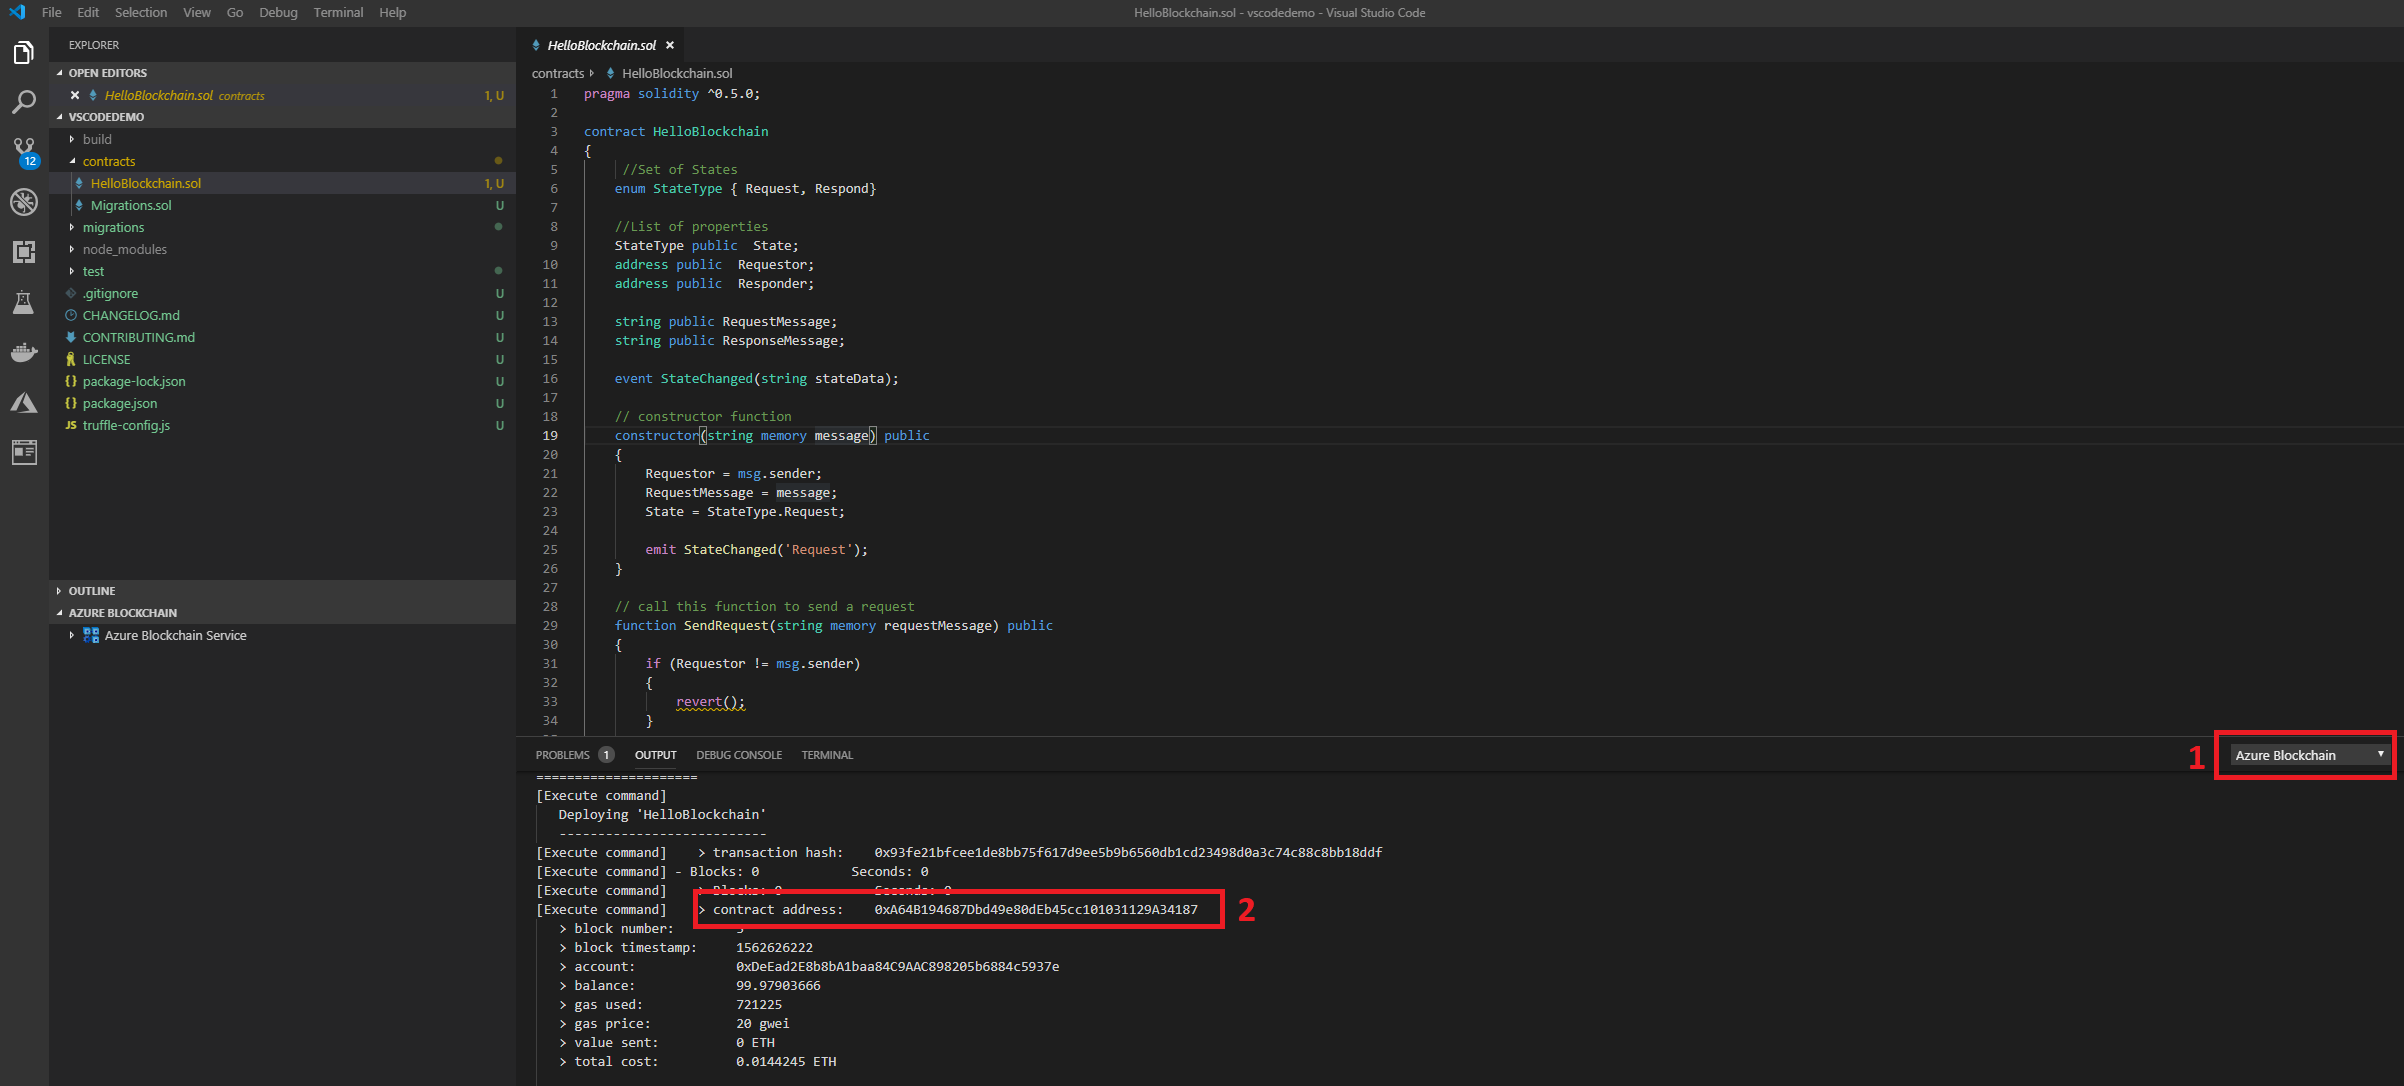 File Edit Selection View Go Debug Terminal Help
HelloBlockchain.sol - vscodedemo - Visual Studio Code
EXPLORER
OPEN EDITORS
HelloBlockchain.sol contracts 1, U
VSCODEDEMO
build
contracts
HelloBlockchain.sol 1, U
Migrations.sol U
migrations
node_modules
test
.gitignore U
CHANGELOG.md U
CONTRIBUTING.md U
LICENSE U
package-lock.json U
package.json U
JS truffle-config.js U
12
OUTLINE
AZURE BLOCKCHAIN
Azure Blockchain Service
HelloBlockchain.sol
contracts HelloBlockchain.sol
1 pragma solidity ^0.5.0;
2
3 contract HelloBlockchain
4 {
5 //Set of States
6 enum StateType { Request, Respond}
7
8 //List of properties
9 StateType public  State;
10 address public  Requestor;
11 address public  Responder;
12
13 string public RequestMessage;
14 string public ResponseMessage;
15
16 event StateChanged(string stateData);
17
18 // constructor function
19 constructor(string memory message) public
20 {
21 Requestor = msg.sender;
22 RequestMessage = message;
23 State = StateType.Request;
24
25 emit StateChanged('Request');
26 }
27
28 // call this function to send a request
29 function SendRequest(string memory requestMessage) public
30 {
31 if (Requestor != msg.sender)
32 {
33 revert();
34 }
PROBLEMS 1 OUTPUT DEBUG CONSOLE TERMINAL
1 Azure Blockchain
=====================
[Execute command]
Deploying 'HelloBlockchain'
---------------------------
[Execute command] > transaction hash: 0x93fe21bfcee1de8bb75f617d9ee5b9b6560db1cd23498d0a3c74c88c8bb18ddf
[Execute command] - Blocks: 0 Seconds: 0
[Execute command] > Blocks: 0 Seconds: 0
[Execute command] > contract address: 0xA64B194687Dbd49e80dEb45cc101031129A34187 2
> block number:
> block timestamp: 1562626222
> account: 0xDeEad2E8b8bA1baa84C9AAC898205b6884c5937e
> balance: 99.97903666
> gas used: 721225
> gas price: 20 gwei
> value sent: 0 ETH
> total cost: 0.0144245 ETH